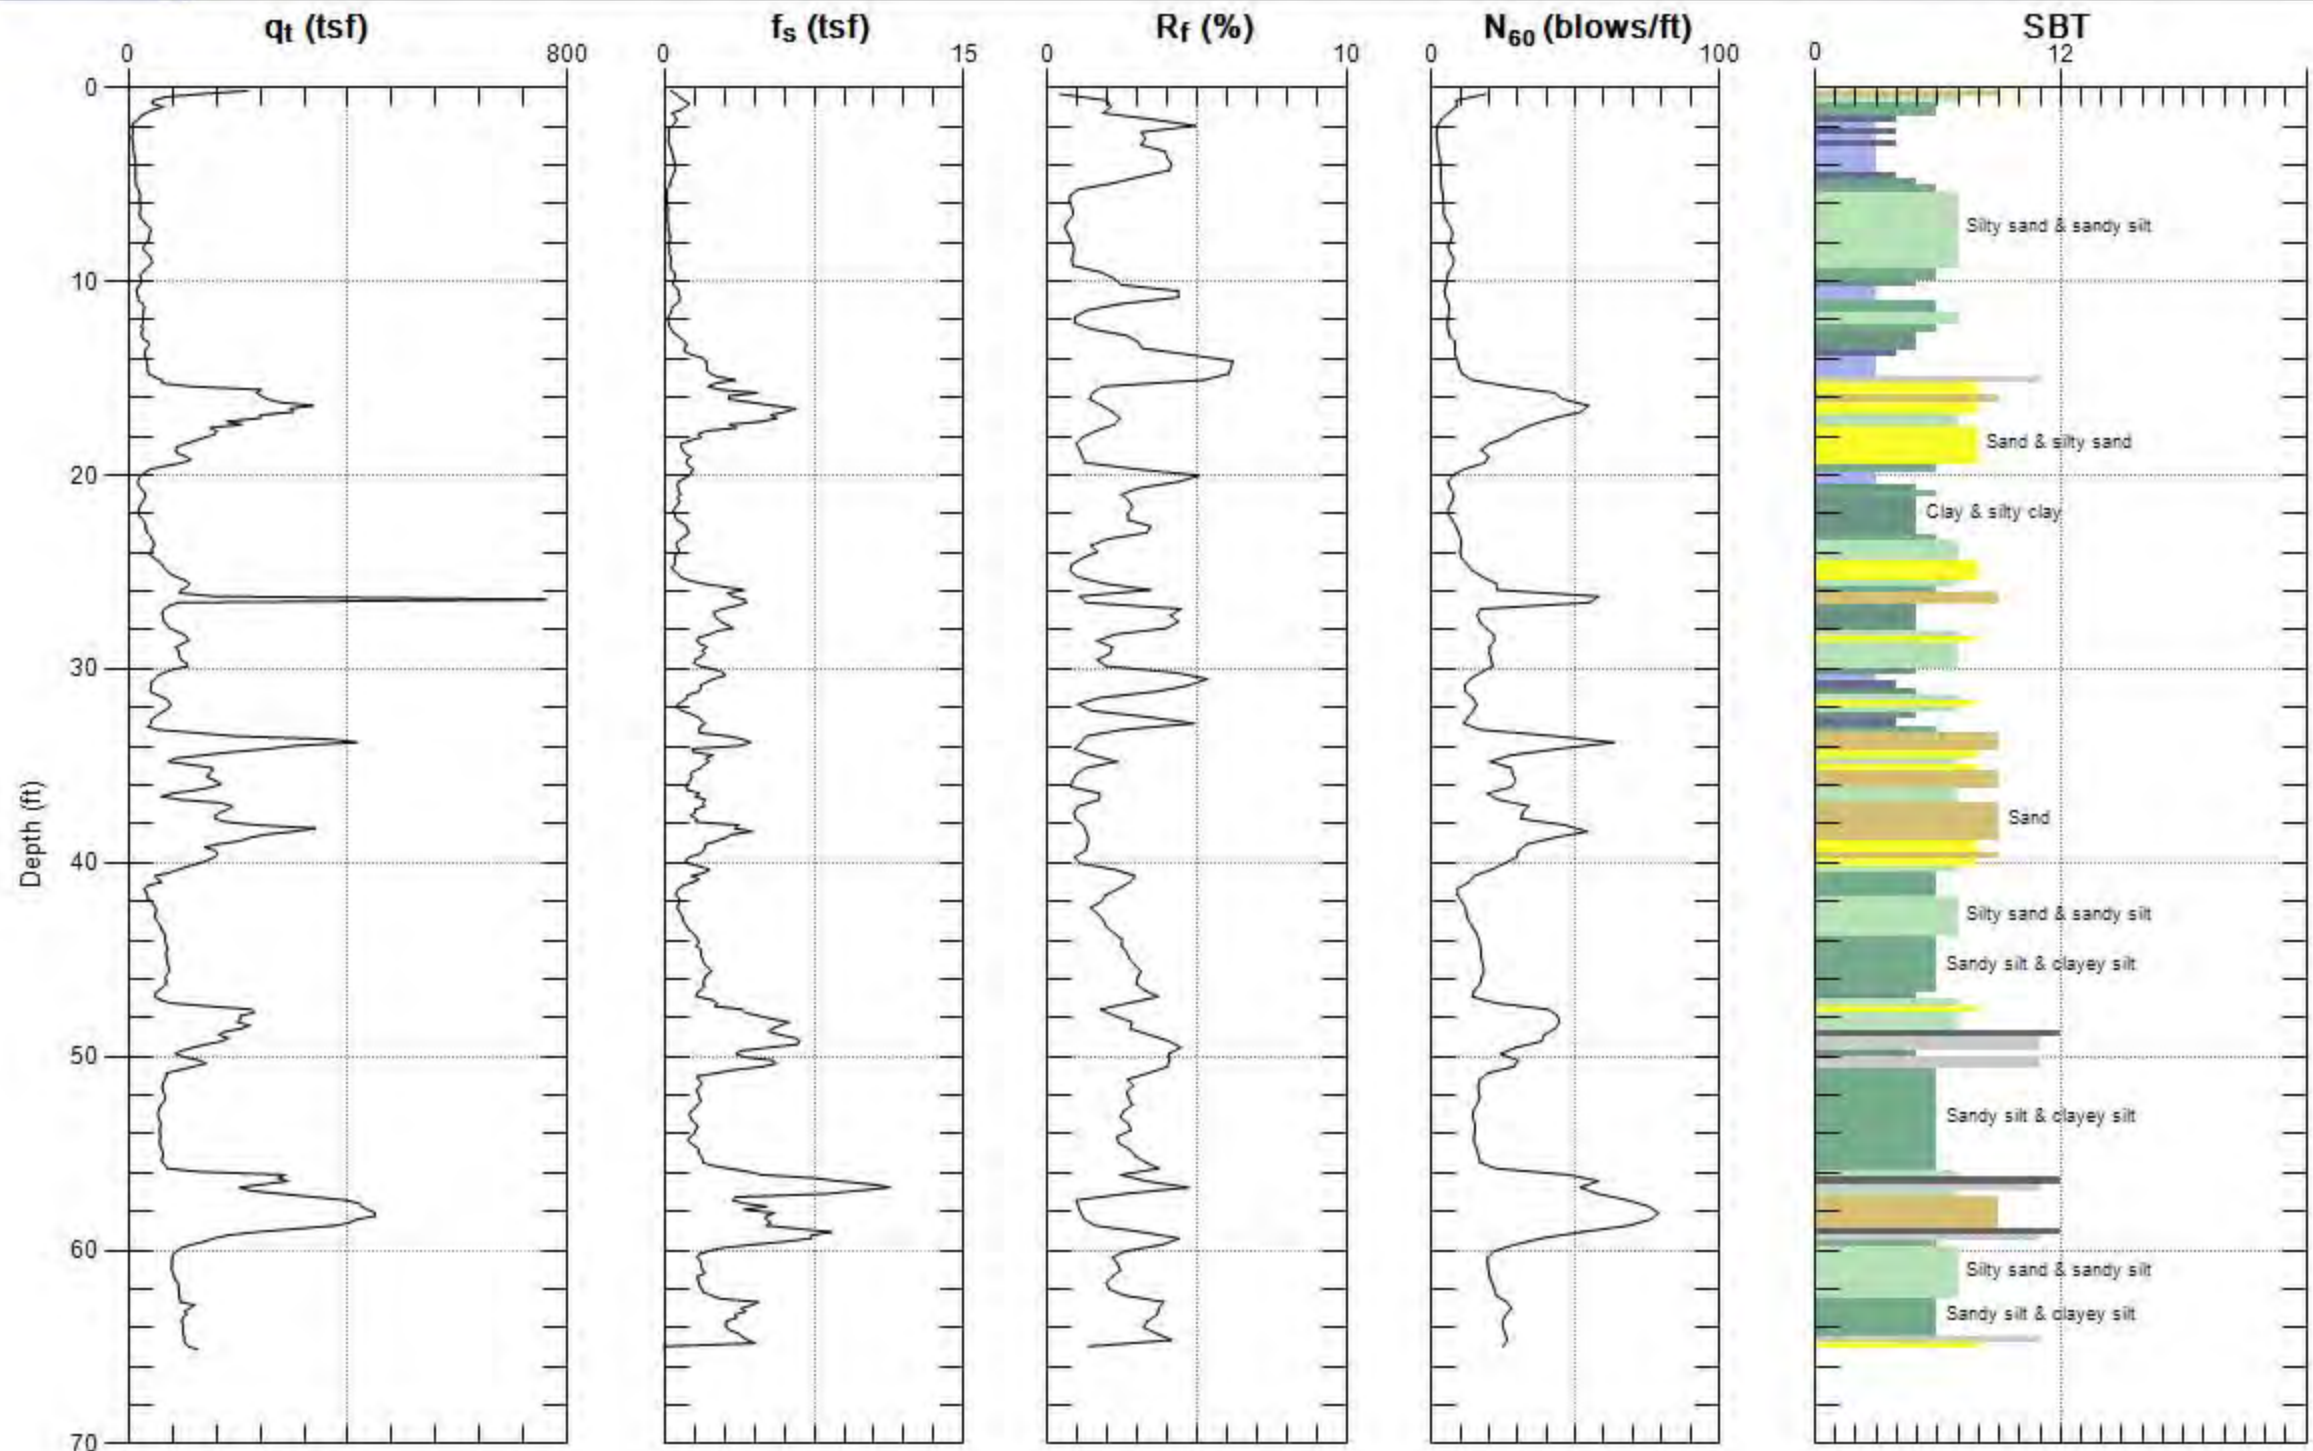 qt (tsf) fs (tsf) Rf (%) N60 (blows/ft) SBT
0 800 0 15 0 10 0 100 0 12
0
Silty sand & sandy silt
10
Sand & silty sand
20
Clay & silty clay
30
Sand
Depth (ft)
40
Silty sand & sandy silt
Sandy silt & clayey silt
50
Sandy silt & clayey silt
60
Silty sand & sandy silt
Sandy silt & clayey silt
70